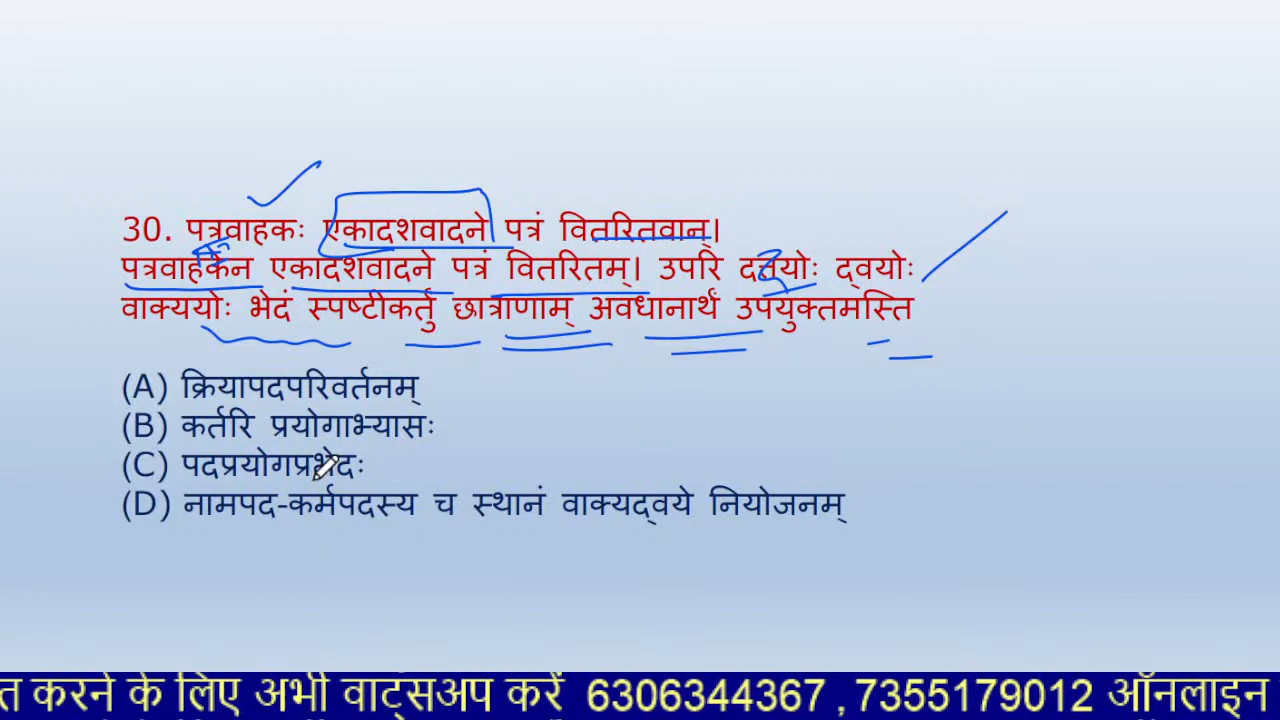 30. पत्रवाहकः एकादशवादने पत्रं वितरितवान्।
पत्रवाहकेन एकादशवादने पत्रं वितरितम्। उपरि दत्तयोः द्वयोः
वाक्ययोः भेदं स्पष्टीकर्तु छात्राणाम् अवधानार्थं उपयुक्तमस्ति
(A) क्रियापदपरिवर्तनम्
(B) कर्तरि प्रयोगाभ्यासः
(C) पदप्रयोगप्रभेदः
(D) नामपद-कर्मपदस्य च स्थानं वाक्यद्वये नियोजनम्
त करने के लिए अभी वाट्सअप करें 6306344367 , 7355179012 ऑनलाइन